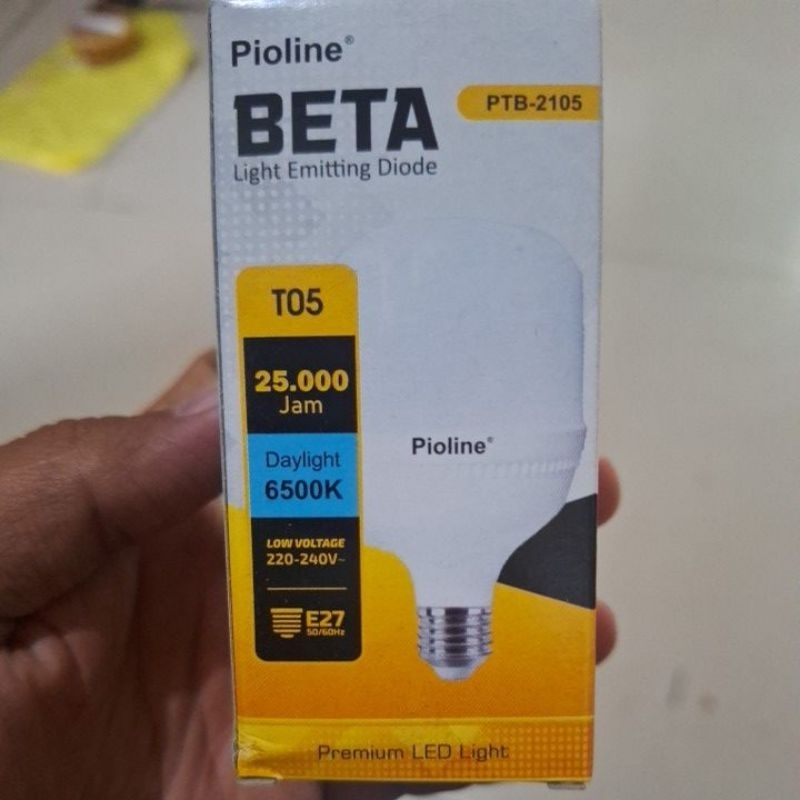 Pioline®
BETA
PTB-2105
Light Emitting Diode
T05
25.000
Jam
Daylight
6500K
LOW VOLTAGE
220-240V~
E27
50/60Hz
Pioline®
Premium LED Light